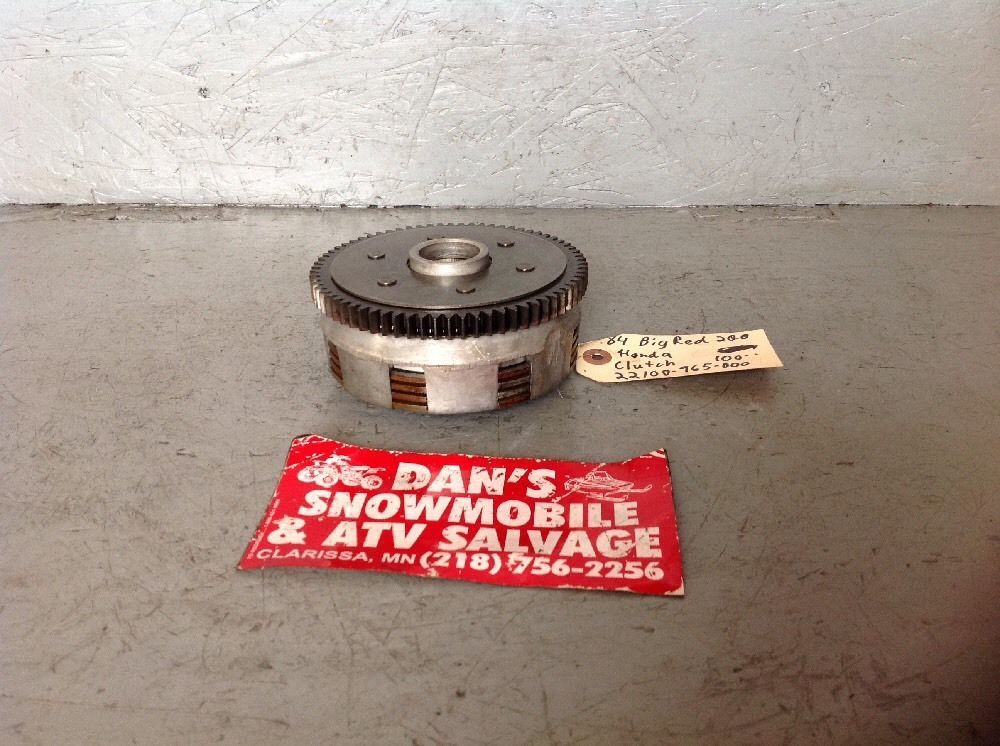 84 Big Red 200
Honda
Clutch 100--
22100-965-000
DAN'S
SNOWMOBILE
& ATV SALVAGE
CLARISSA, MN (218) 756-2256